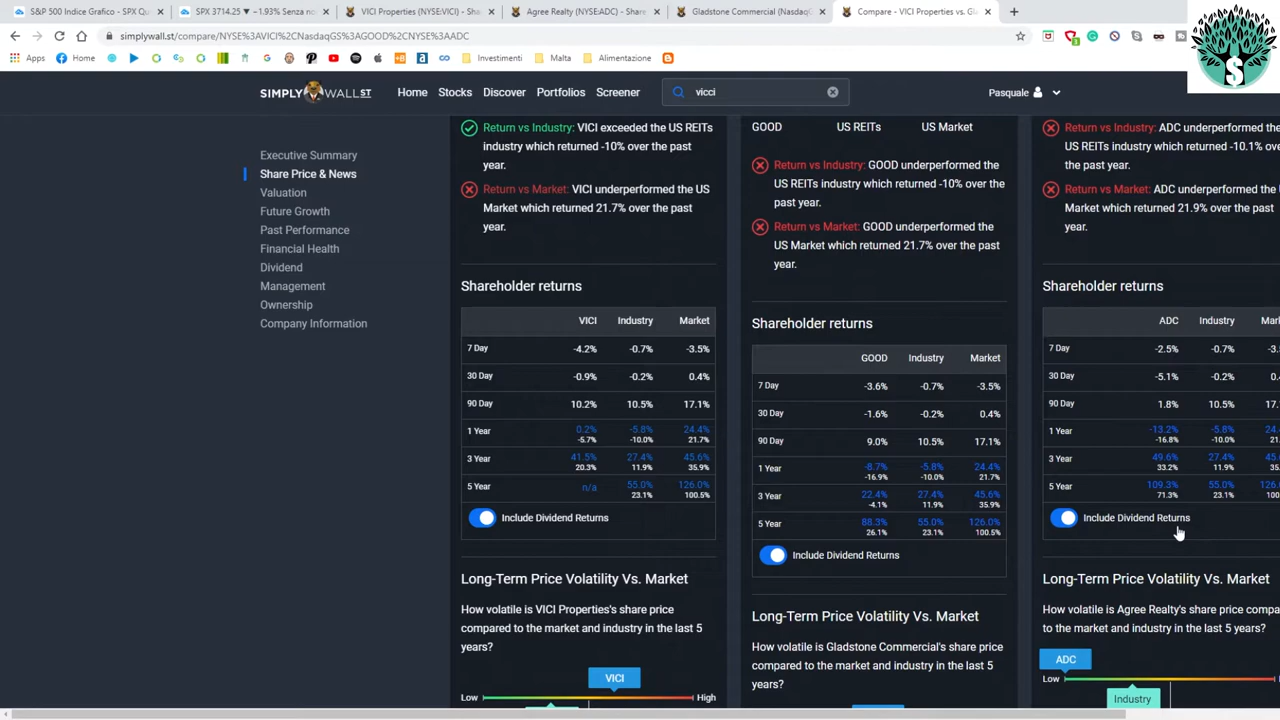 S&P 500 Indice Grafico - SPX Qu
SPX 3714.25 ▼ −1.93% Senza no
VICI Properties (NYSE:VICI) - Sha
Agree Realty (NYSE:ADC) - Share
Gladstone Commercial (Nasdaq
Compare - VICI Properties vs. Gl
simplywall.st/compare/NYSE%3AVICI%2CNasdaqGS%3AGOOD%2CNYSE%3AADC
Apps
Home
Investimenti
Malta
Alimentazione
SIMPLY WALL ST
Home
Stocks
Discover
Portfolios
Screener
vicci
Pasquale
$
Executive Summary
Share Price & News
Valuation
Future Growth
Past Performance
Financial Health
Dividend
Management
Ownership
Company Information
Return vs Industry: VICI exceeded the US REITs
industry which returned -10% over the past
year.
Return vs Market: VICI underperformed the US
Market which returned 21.7% over the past
year.
Shareholder returns
VICI Industry Market
7 Day -4.2% -0.7% -3.5%
30 Day -0.9% -0.2% 0.4%
90 Day 10.2% 10.5% 17.1%
1 Year 0.2% -5.8% 24.4%
-5.7% -10.0% 21.7%
3 Year 41.5% 27.4% 45.6%
20.3% 11.9% 35.9%
5 Year n/a 55.0% 126.0%
23.1% 100.5%
Include Dividend Returns
Long-Term Price Volatility Vs. Market
How volatile is VICI Properties's share price
compared to the market and industry in the last 5
years?
VICI
Low High
GOOD US REITs US Market
Return vs Industry: GOOD underperformed the
US REITs industry which returned -10% over the
past year.
Return vs Market: GOOD underperformed the
US Market which returned 21.7% over the past
year.
Shareholder returns
GOOD Industry Market
7 Day -3.6% -0.7% -3.5%
30 Day -1.6% -0.2% 0.4%
90 Day 9.0% 10.5% 17.1%
1 Year -8.7% -5.8% 24.4%
-16.9% -10.0% 21.7%
3 Year 22.4% 27.4% 45.6%
-4.1% 11.9% 35.9%
5 Year 88.3% 55.0% 126.0%
26.1% 23.1% 100.5%
Include Dividend Returns
Long-Term Price Volatility Vs. Market
How volatile is Gladstone Commercial's share price
compared to the market and industry in the last 5
years?
Return vs Industry: ADC underperformed the
US REITs industry which returned -10.1% over the
past year.
Return vs Market: ADC underperformed the US
Market which returned 21.9% over the past
year.
Shareholder returns
ADC Industry Mark
7 Day -2.5% -0.7% -3.5
30 Day -5.1% -0.2% 0.4
90 Day 1.8% 10.5% 17.1
1 Year -13.2% -5.8% 24.4
-16.8% -10.0% 21.7
3 Year 49.6% 27.4% 45.6
33.2% 11.9% 35.9
5 Year 109.3% 55.0% 126.0
71.3% 23.1% 100.5
Include Dividend Returns
Long-Term Price Volatility Vs. Market
How volatile is Agree Realty's share price compa
to the market and industry in the last 5 years?
ADC
Low
Industry